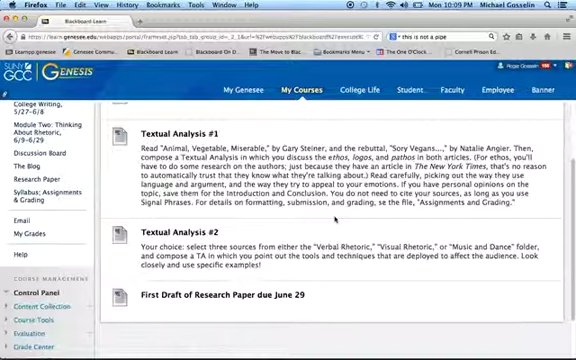 Firefox File Edit View History Bookmarks Tools Window Help
Mon 10:09 PM Michael Gosselin
Blackboard Learn
this is not a pipe
Learnpp.genesee Genesee Commu...
Blackboard Learn
The Move to Blac...
The One O'Clock...
Cornell Prison Ed...
Bookmarks
SUNY GCC GENESIS
Roger Gosselin
My Genesee My Courses College Life Student Faculty Employee Banner
College Writing,
5/27-6/8
Module Two: Thinking
About Rhetoric,
6/9-6/29
Discussion Board
The Blog
Research Paper
Syllabus; Assignments
& Grading
Email
My Grades
Help
COURSE MANAGEMENT
Control Panel
Content Collection
Course Tools
Evaluation
Grade Center
Textual Analysis #1
Read "Animal, Vegetable, Miserable," by Gary Steiner, and the rebuttal, "Sory Vegans...," by Natalie Angier. Then,
compose a Textual Analysis in which you discuss the ethos, logos, and pathos in both articles. (For ethos, you'll
have to do some research on the authors; just because they have an article in The New York Times, that's no reason
to automatically trust that they know what they're talking about.) Read carefully, picking out the way they use
language and argument, and the way they try to appeal to your emotions. If you have personal opinions on the
topic, save them for the Introduction and Conclusion. You do not need to cite your sources, as long as you use
Signal Phrases. For details on formatting, submission, and grading, se the file, "Assignments and Grading."
Textual Analysis #2
Your choice: select three sources from either the "Verbal Rhetoric," "Visual Rhetoric," or "Music and Dance" folder,
and compose a TA in which you point out the tools and techniques that are deployed to affect the audience. Look
closely and use specific examples!
First Draft of Research Paper due June 29